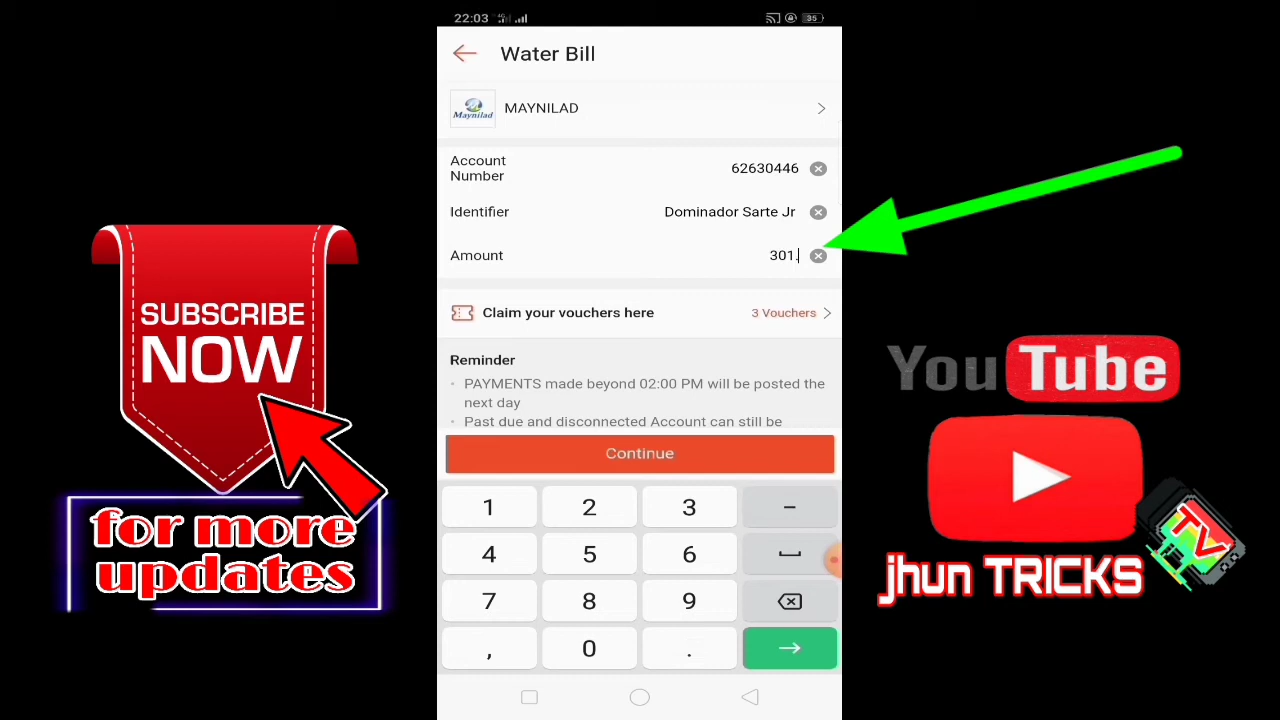 22:03
4G
35
Water Bill
Maynilad
MAYNILAD
Account
Number
62630446
Identifier
Dominador Sarte Jr
Amount
301.
Claim your vouchers here
3 Vouchers
Reminder
PAYMENTS made beyond 02:00 PM will be posted the
next day
Past due and disconnected Account can still be
Continue
1 2 3 −
4 5 6
7 8 9
, 0 .
SUBSCRIBE
NOW
for more
updates
YouTube
jhun TRICKS
TV